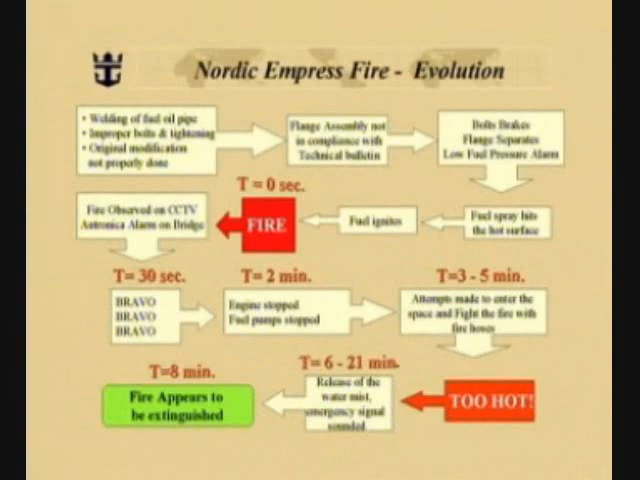 Nordic Empress Fire - Evolution
• Welding of fuel oil pipe
• Improper bolts & tightening
• Original modification
not properly done
Flange Assembly not
in compliance with
Technical bulletin
Bolts Brakes
Flange Separates
Low Fuel Pressure Alarm
Fuel spray hits
the hot surface
Fuel ignites
T = 0 sec.
FIRE
Fire Observed on CCTV
Autronica Alarm on Bridge
T= 30 sec.
BRAVO
BRAVO
BRAVO
T= 2 min.
Engine stopped
Fuel pumps stopped
T=3 - 5 min.
Attempts made to enter the
space and Fight the fire with
fire hoses
TOO HOT!
T= 6 - 21 min.
Release of the
water mist,
emergency signal
sounded
T=8 min.
Fire Appears to
be extinguished